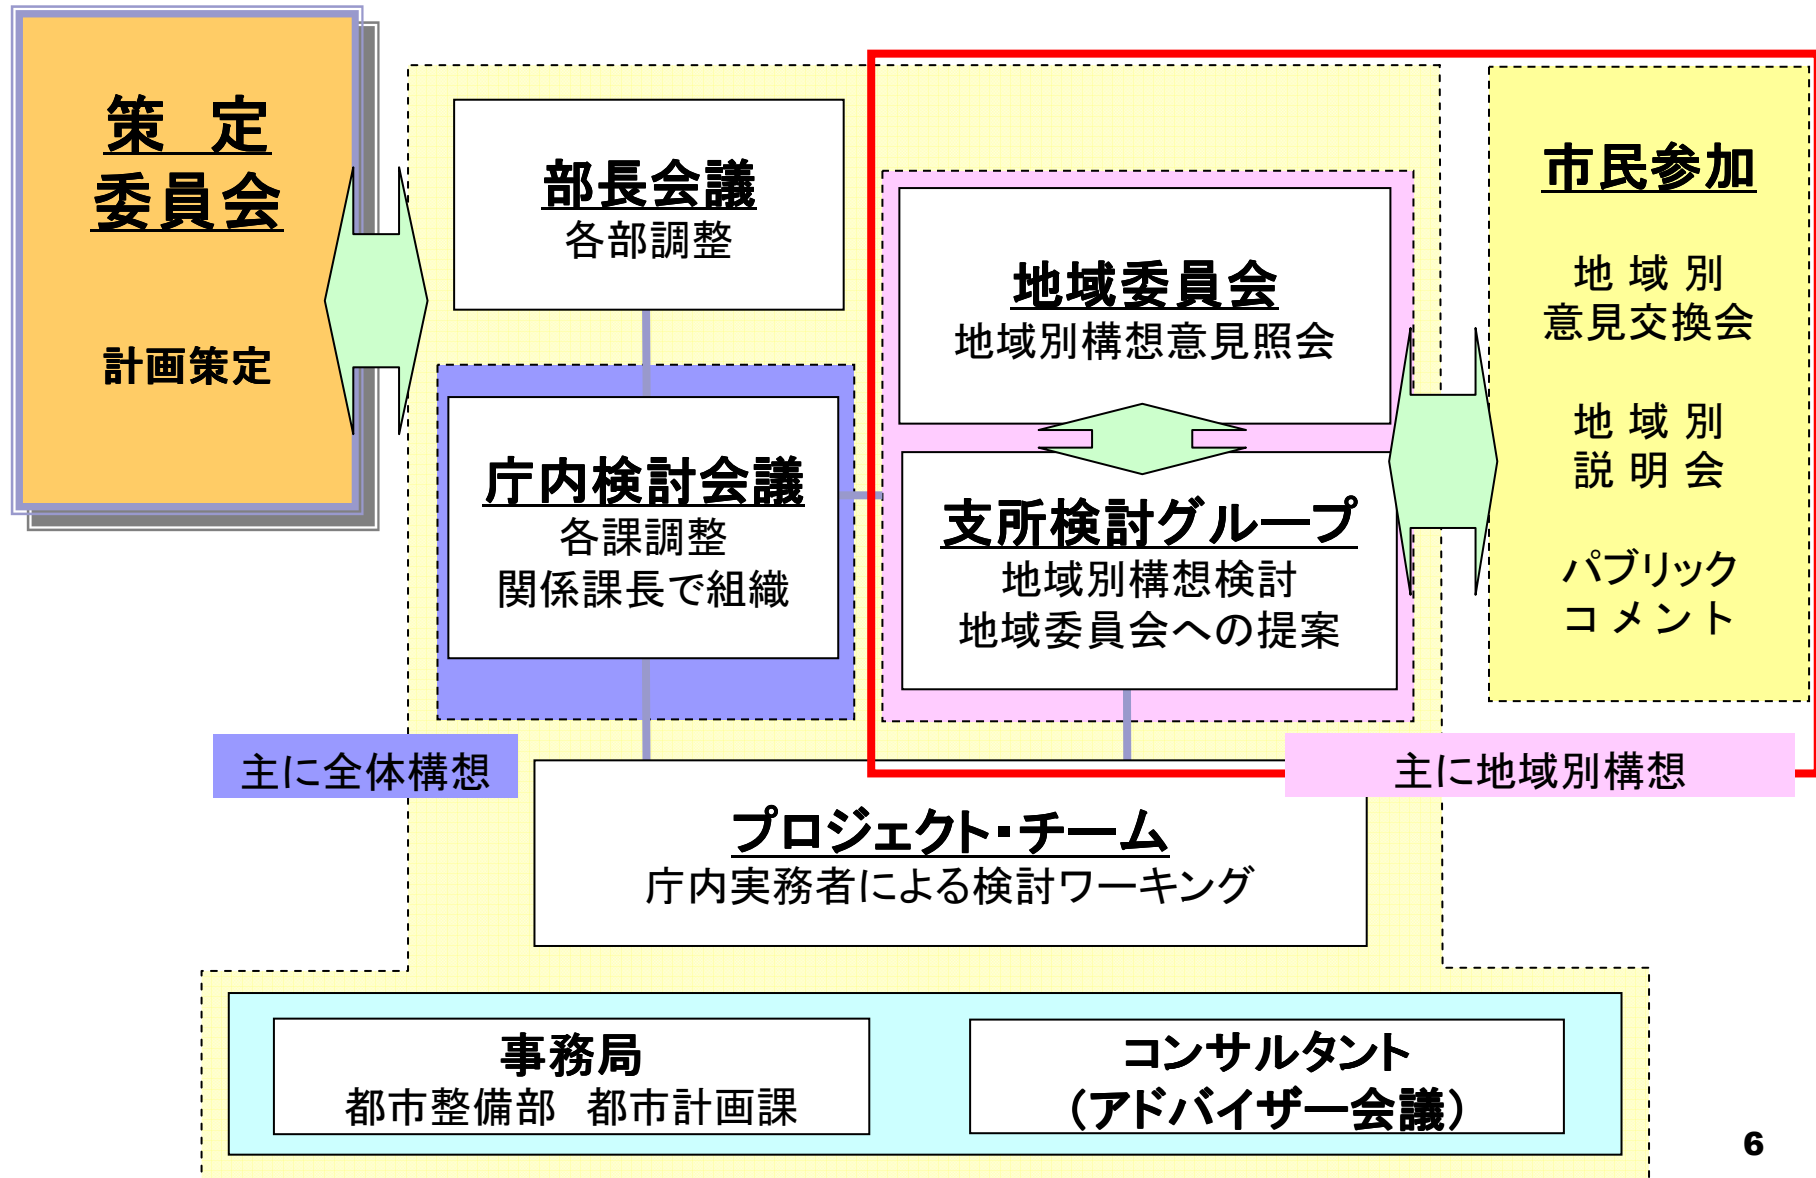 策　定
委員会
計画策定
部長会議
各部調整
庁内検討会議
各課調整
関係課長で組織
地域委員会
地域別構想意見照会
支所検討グループ
地域別構想検討
地域委員会への提案
市民参加
地 域 別
意見交換会
地 域 別
説 明 会
パブリック
コメント
主に全体構想
主に地域別構想
プロジェクト・チーム
庁内実務者による検討ワーキング
事務局
都市整備部　都市計画課
コンサルタント
（アドバイザー会議）
6